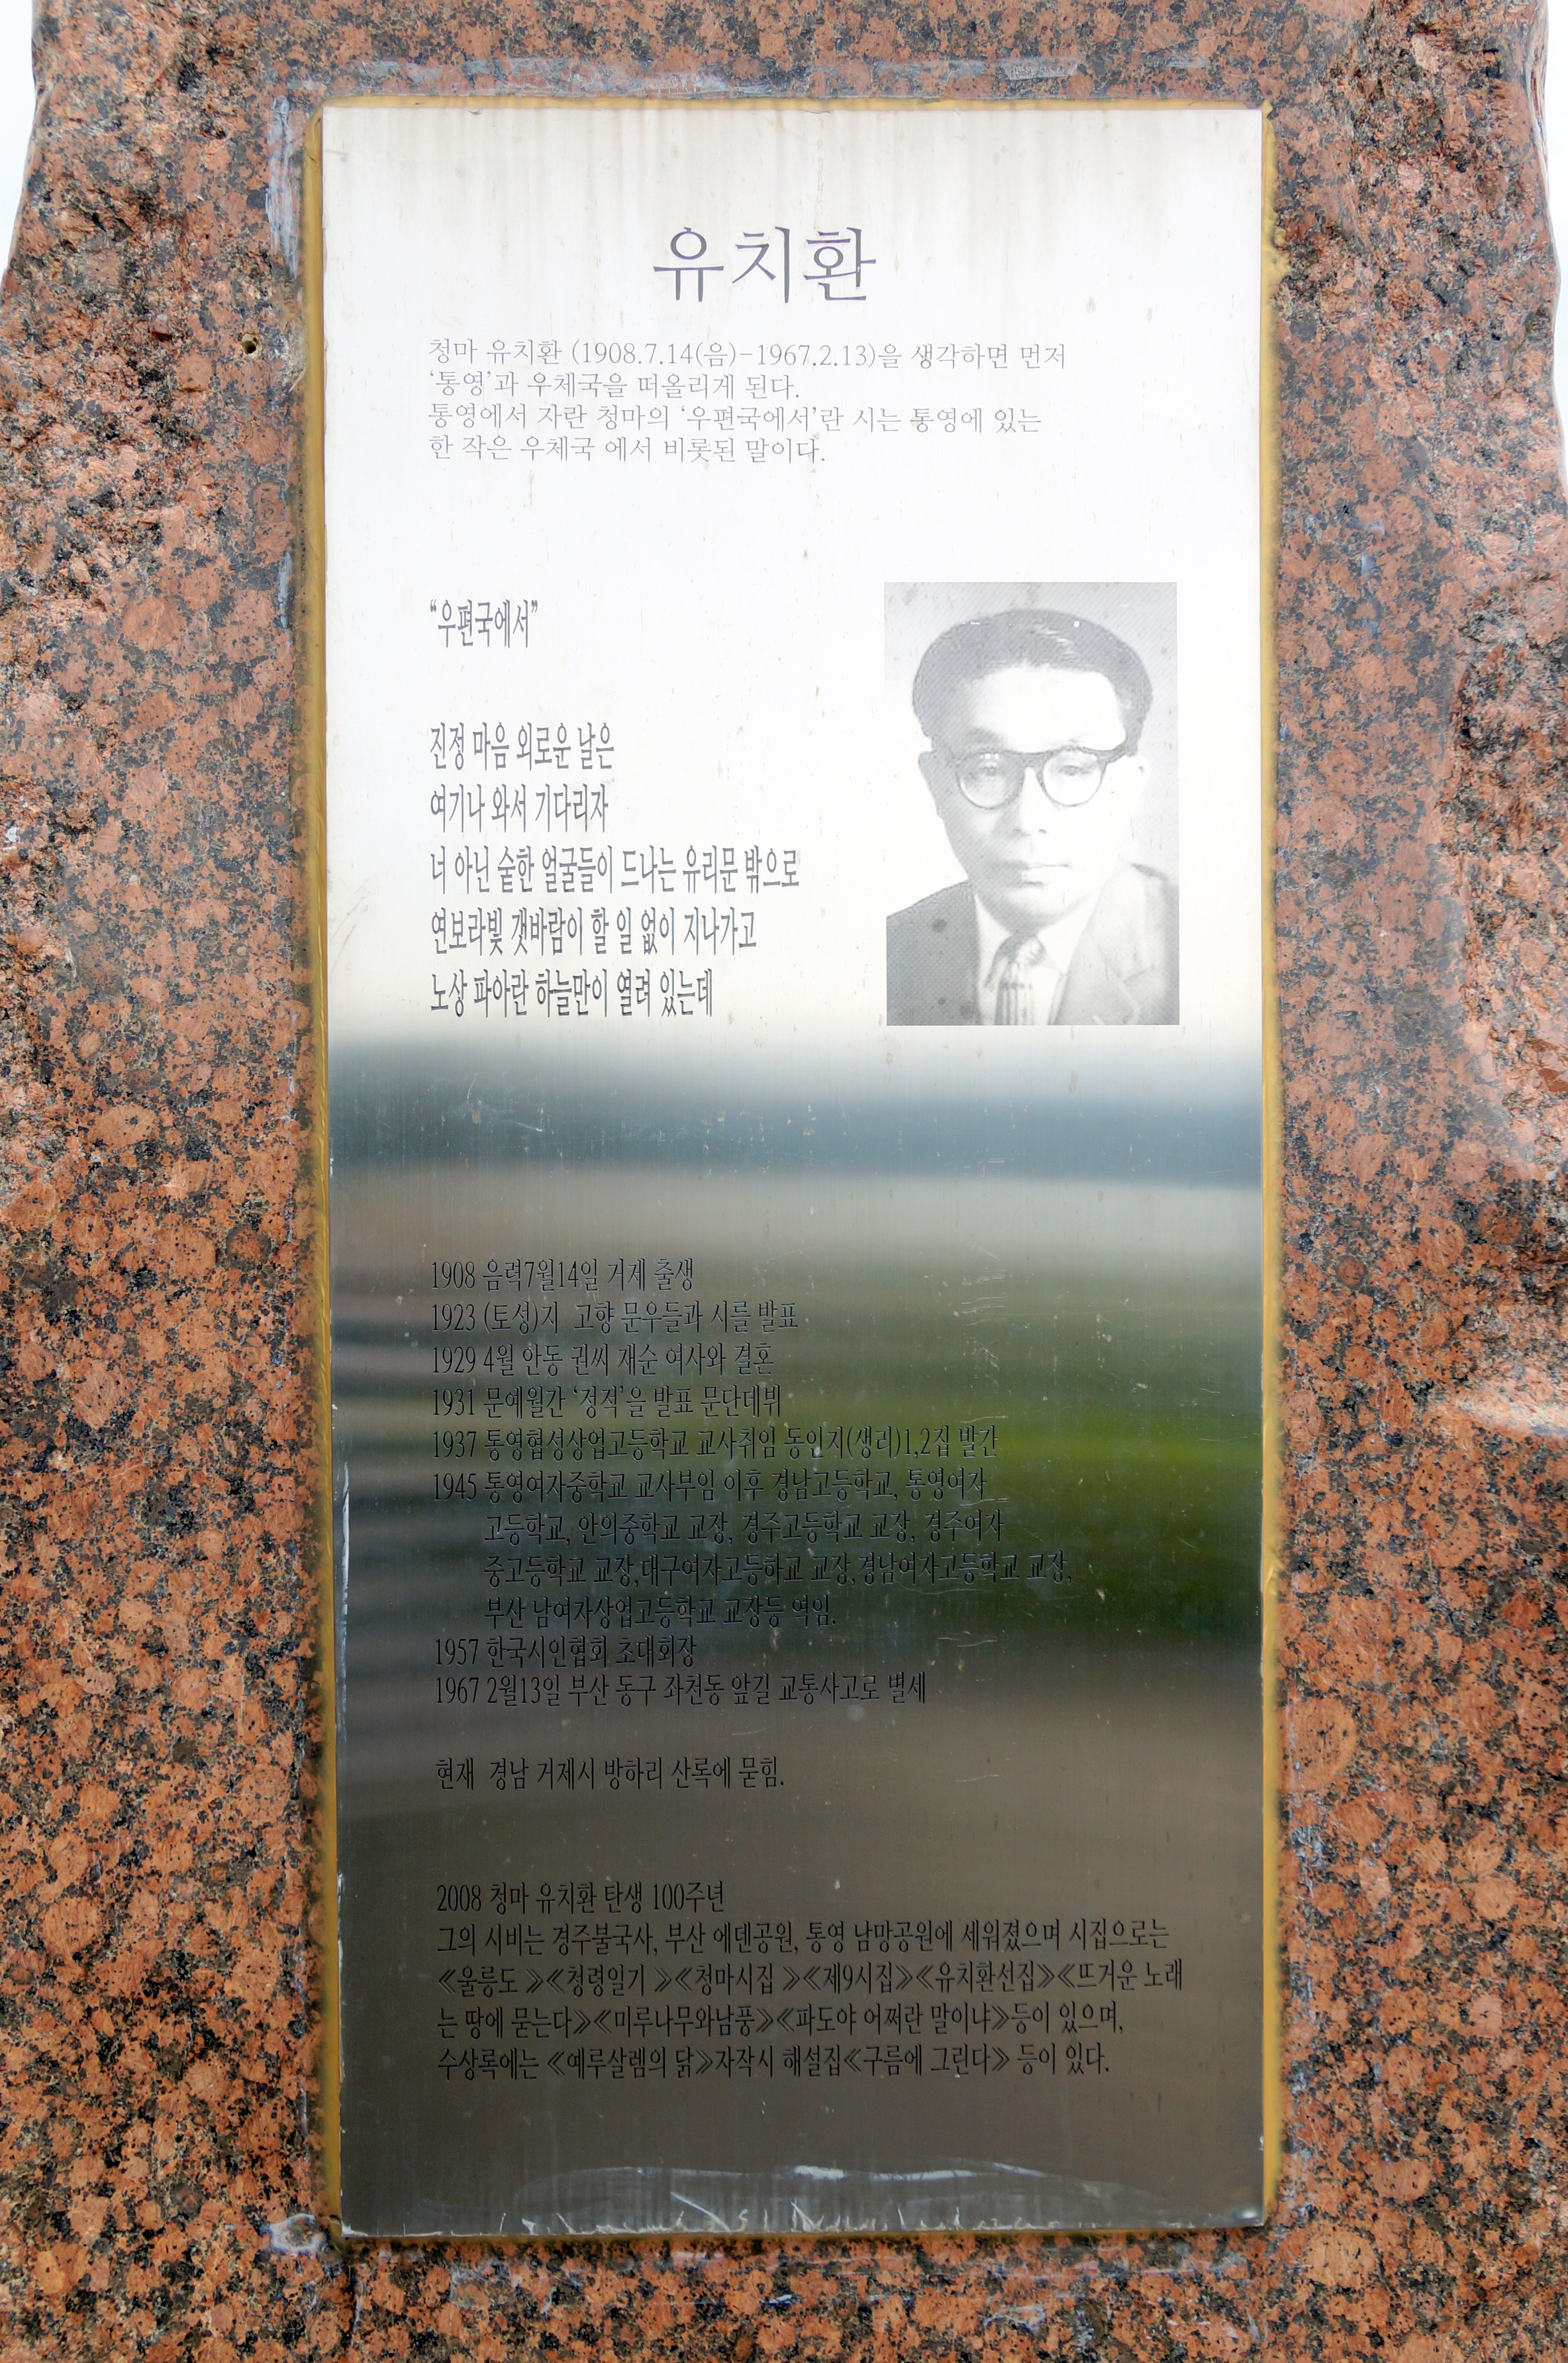 유치환
청마 유치환 (1908.7.14(음)-1967.2.13)을 생각하면 먼저
‘통영’과 우체국을 떠올리게 된다.
통영에서 자란 청마의 ‘우편국에서’란 시는 통영에 있는
한 작은 우체국 에서 비롯된 말이다.
“우편국에서”
진정 마음 외로운 날은
여기나 와서 기다리자
너 아닌 숱한 얼굴들이 드나는 유리문 밖으로
연보라빛 갯바람이 할 일 없이 지나가고
노상 파아란 하늘만이 열려 있는데
1908 음력7월14일 거제 출생
1923 (토성)지 고향 문우들과 시를 발표
1929 4월 안동 권씨 재순 여사와 결혼
1931 문예월간 ‘정적’을 발표 문단데뷔
1937 통영협성상업고등학교 교사취임 동인지(생리)1,2집 발간
1945 통영여자중학교 교사부임 이후 경남고등학교, 통영여자
고등학교, 안의중학교 교장, 경주고등학교 교장, 경주여자
중고등학교 교장,대구여자고등하교 교장,경남여자고등학교 교장,
부산 남여자상업고등학교 교장등 역임.
1957 한국시인협회 초대회장
1967 2월13일 부산 동구 좌천동 앞길 교통사고로 별세
현재 경남 거제시 방하리 산록에 묻힘.
2008 청마 유치환 탄생 100주년
그의 시비는 경주불국사, 부산 에덴공원, 통영 남망공원에 세워졌으며 시집으로는
≪울릉도 ≫≪청령일기 ≫≪청마시집 ≫≪제9시집≫≪유치환선집≫≪뜨거운 노래
는 땅에 묻는다≫≪미루나무와남풍≫≪파도야 어쩌란 말이냐≫등이 있으며,
수상록에는 ≪예루살렘의 닭≫자작시 해설집≪구름에 그린다≫ 등이 있다.